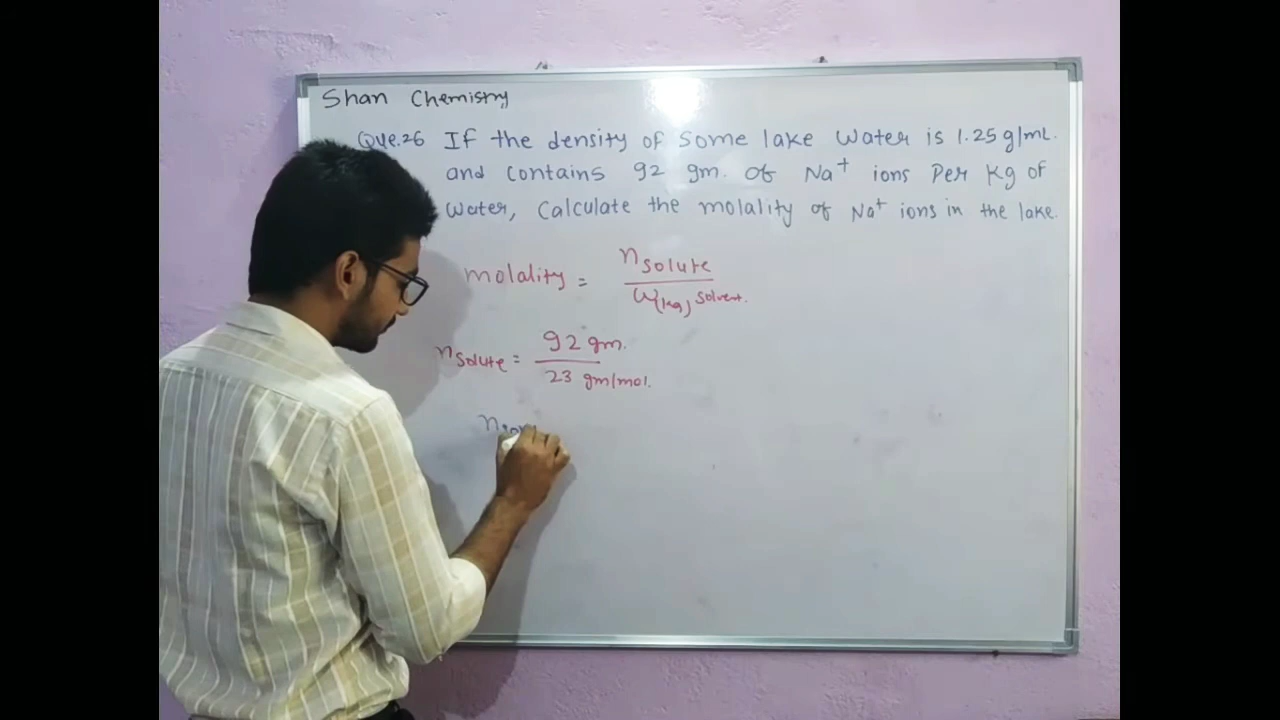 Shan Chemistry
Que.26 If the density of some lake water is 1.25 g/mL.
and contains 92 gm. of Na⁺ ions per kg of
water, calculate the molality of Na⁺ ions in the lake.
molality = n solute / w(kg) solvent.
n solute = 92 gm. / 23 gm/mol.